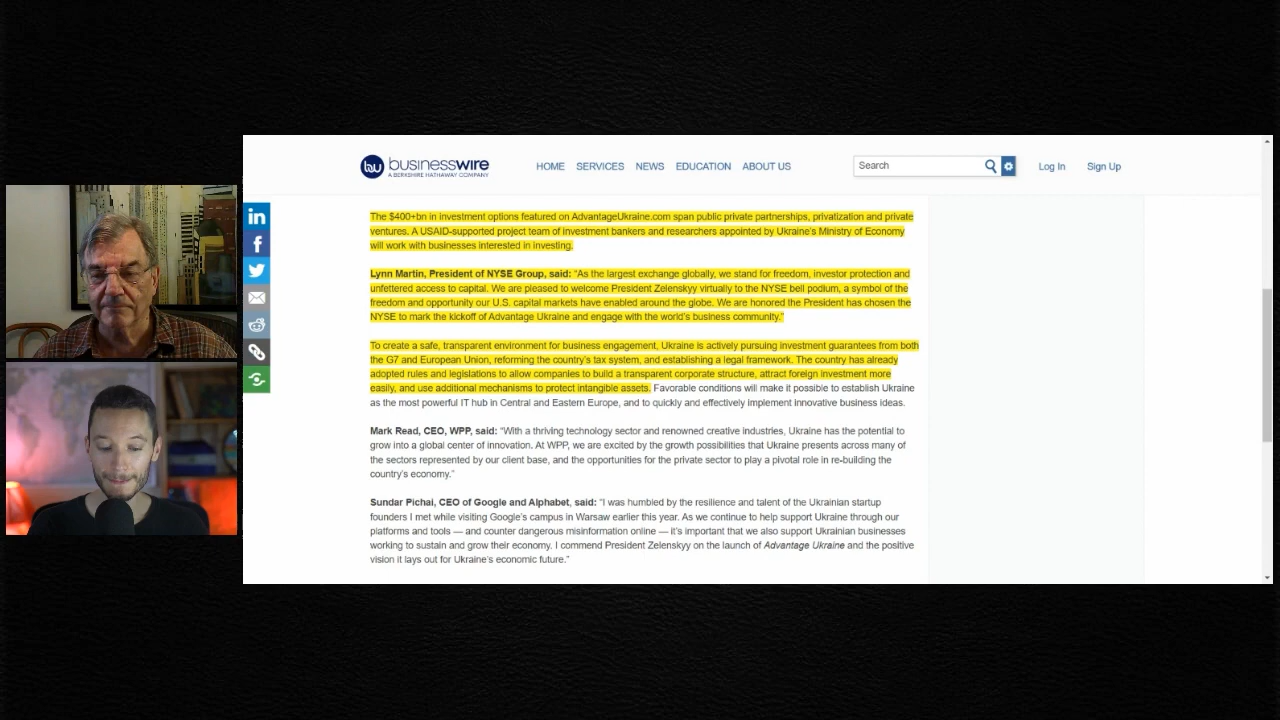 businesswire
A BERKSHIRE HATHAWAY COMPANY
HOME SERVICES NEWS EDUCATION ABOUT US
Search
Log In Sign Up
The $400+bn in investment options featured on AdvantageUkraine.com span public private partnerships, privatization and private
ventures. A USAID-supported project team of investment bankers and researchers appointed by Ukraine's Ministry of Economy
will work with businesses interested in investing.
Lynn Martin, President of NYSE Group, said: "As the largest exchange globally, we stand for freedom, investor protection and
unfettered access to capital. We are pleased to welcome President Zelenskyy virtually to the NYSE bell podium, a symbol of the
freedom and opportunity our U.S. capital markets have enabled around the globe. We are honored the President has chosen the
NYSE to mark the kickoff of Advantage Ukraine and engage with the world's business community."
To create a safe, transparent environment for business engagement, Ukraine is actively pursuing investment guarantees from both
the G7 and European Union, reforming the country's tax system, and establishing a legal framework. The country has already
adopted rules and legislations to allow companies to build a transparent corporate structure, attract foreign investment more
easily, and use additional mechanisms to protect intangible assets. Favorable conditions will make it possible to establish Ukraine
as the most powerful IT hub in Central and Eastern Europe, and to quickly and effectively implement innovative business ideas.
Mark Read, CEO, WPP, said: "With a thriving technology sector and renowned creative industries, Ukraine has the potential to
grow into a global center of innovation. At WPP, we are excited by the growth possibilities that Ukraine presents across many of
the sectors represented by our client base, and the opportunities for the private sector to play a pivotal role in re-building the
country's economy."
Sundar Pichai, CEO of Google and Alphabet, said: "I was humbled by the resilience and talent of the Ukrainian startup
founders I met while visiting Google's campus in Warsaw earlier this year. As we continue to help support Ukraine through our
platforms and tools — and counter dangerous misinformation online — it's important that we also support Ukrainian businesses
working to sustain and grow their economy. I commend President Zelenskyy on the launch of Advantage Ukraine and the positive
vision it lays out for Ukraine's economic future."